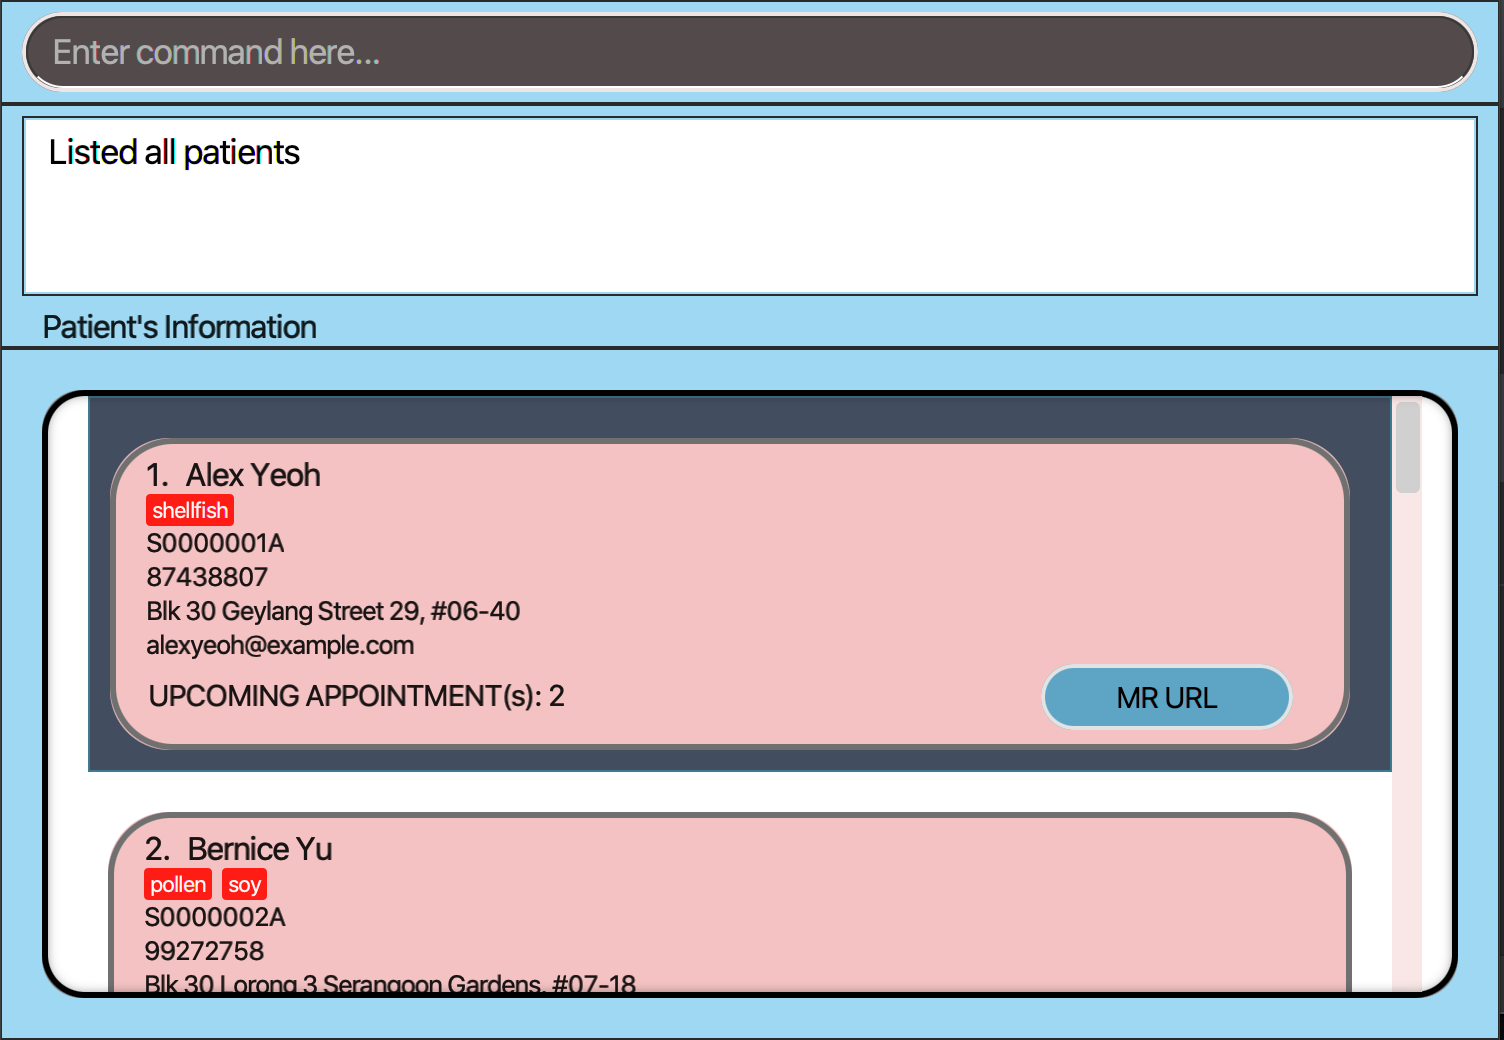 Enter command here...
Listed all patients
Patient's Information
1. Alex Yeoh
shellfish
S0000001A
87438807
Blk 30 Geylang Street 29, #06-40
alexyeoh@example.com
UPCOMING APPOINTMENT(s): 2
MR URL
2. Bernice Yu
pollen soy
S0000002A
99272758
Blk 30 Lorong 3 Serangoon Gardens, #07-18